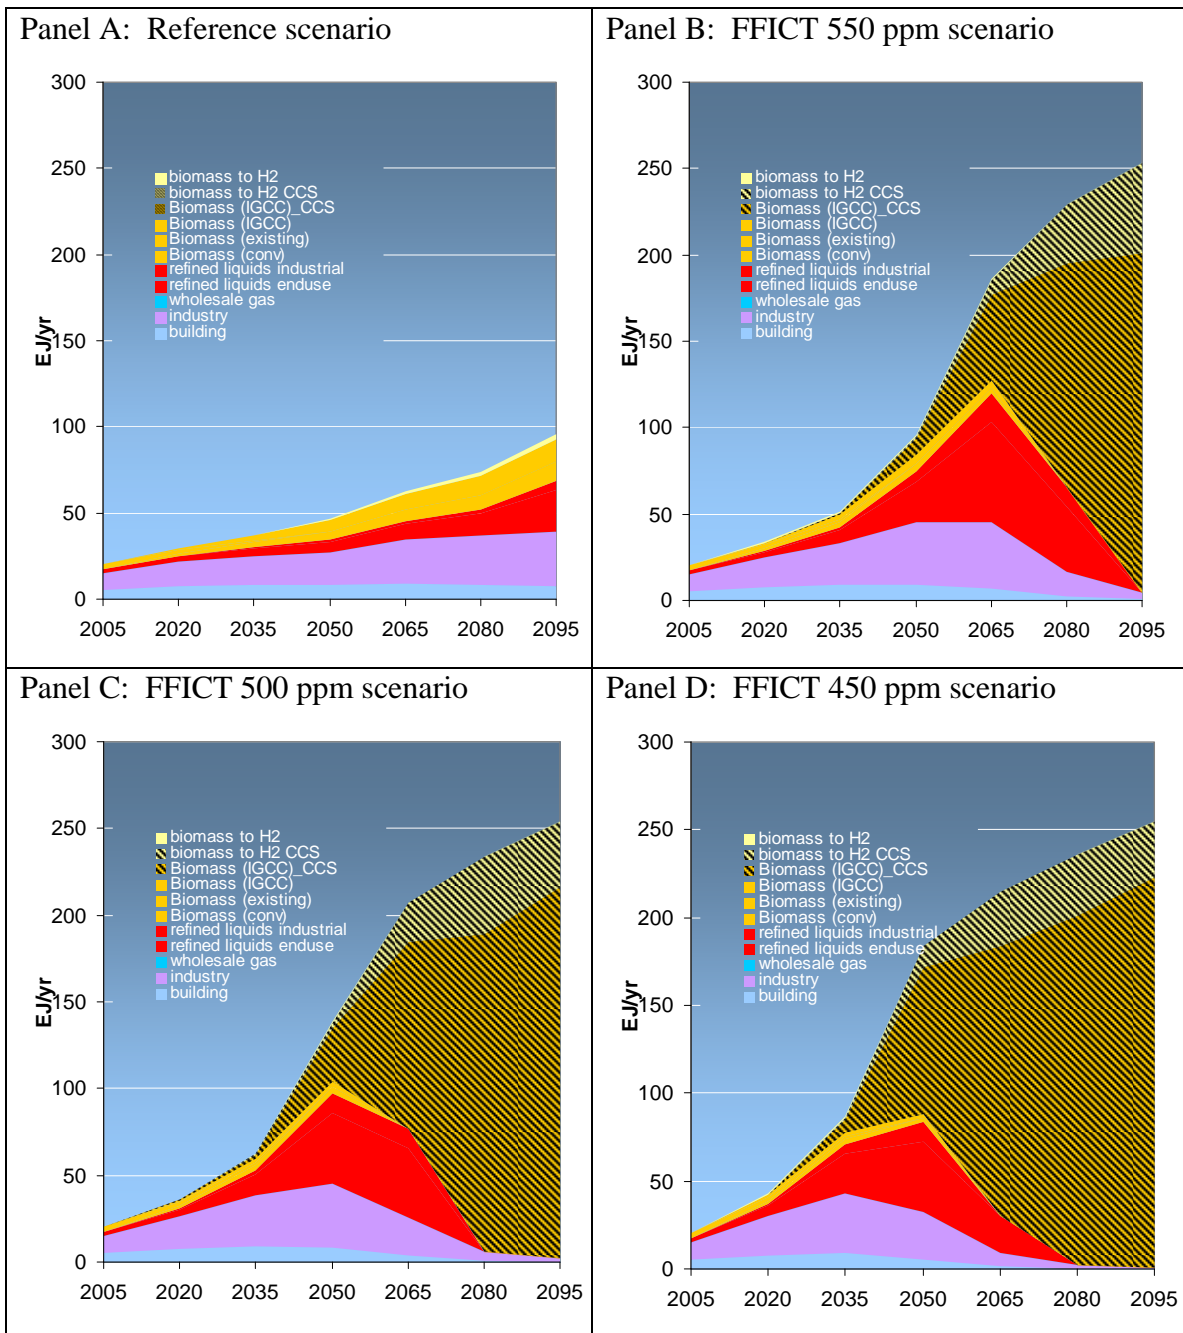 Panel A: Reference scenario
300
250
200
150
100
50
0
EJ/yr
biomass to H2
biomass to H2 CCS
Biomass (IGCC)_CCS
Biomass (IGCC)
Biomass (existing)
Biomass (conv)
refined liquids industrial
refined liquids enduse
wholesale gas
industry
building
2005 2020 2035 2050 2065 2080 2095
Panel B: FFICT 550 ppm scenario
300
250
200
150
100
50
0
EJ/yr
biomass to H2
biomass to H2 CCS
Biomass (IGCC)_CCS
Biomass (IGCC)
Biomass (existing)
Biomass (conv)
refined liquids industrial
refined liquids enduse
wholesale gas
industry
building
2005 2020 2035 2050 2065 2080 2095
Panel C: FFICT 500 ppm scenario
300
250
200
150
100
50
0
EJ/yr
biomass to H2
biomass to H2 CCS
Biomass (IGCC)_CCS
Biomass (IGCC)
Biomass (existing)
Biomass (conv)
refined liquids industrial
refined liquids enduse
wholesale gas
industry
building
2005 2020 2035 2050 2065 2080 2095
Panel D: FFICT 450 ppm scenario
300
250
200
150
100
50
0
EJ/yr
biomass to H2
biomass to H2 CCS
Biomass (IGCC)_CCS
Biomass (IGCC)
Biomass (existing)
Biomass (conv)
refined liquids industrial
refined liquids enduse
wholesale gas
industry
building
2005 2020 2035 2050 2065 2080 2095